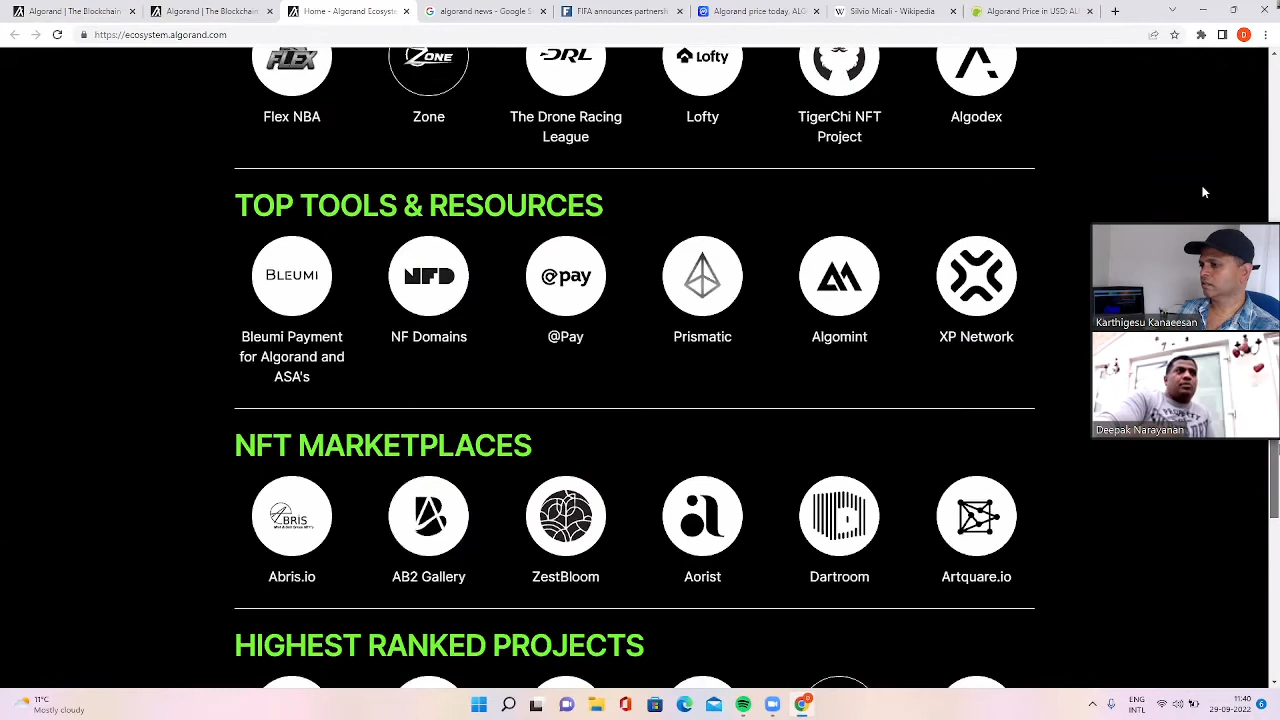 Algorand | The Blockchain
Algorand | The Blockchain
Home - Algorand Ecosyste
algorand news - Google S
FIFA announces partnersh
Algorand price today, ALG
Silvio Micali - Wikipedia
Algorand Price in USD: AL
https://ecosystem.algorand.com
FLEX
ZONE
DRL
Lofty
Flex NBA
Zone
The Drone Racing
League
Lofty
TigerChi NFT
Project
Algodex
TOP TOOLS & RESOURCES
BLEUMI
NFD
@pay
Bleumi Payment
for Algorand and
ASA's
NF Domains
@Pay
Prismatic
Algomint
XP Network
Karthigesu Kanaeesan
Deepak Narayanan
NFT MARKETPLACES
ABRIS
Abris.io
AB2 Gallery
ZestBloom
Aorist
Dartroom
Artquare.io
HIGHEST RANKED PROJECTS
11°C
Mostly cloudy
ENG
INTL
11:40
29-09-2022
6